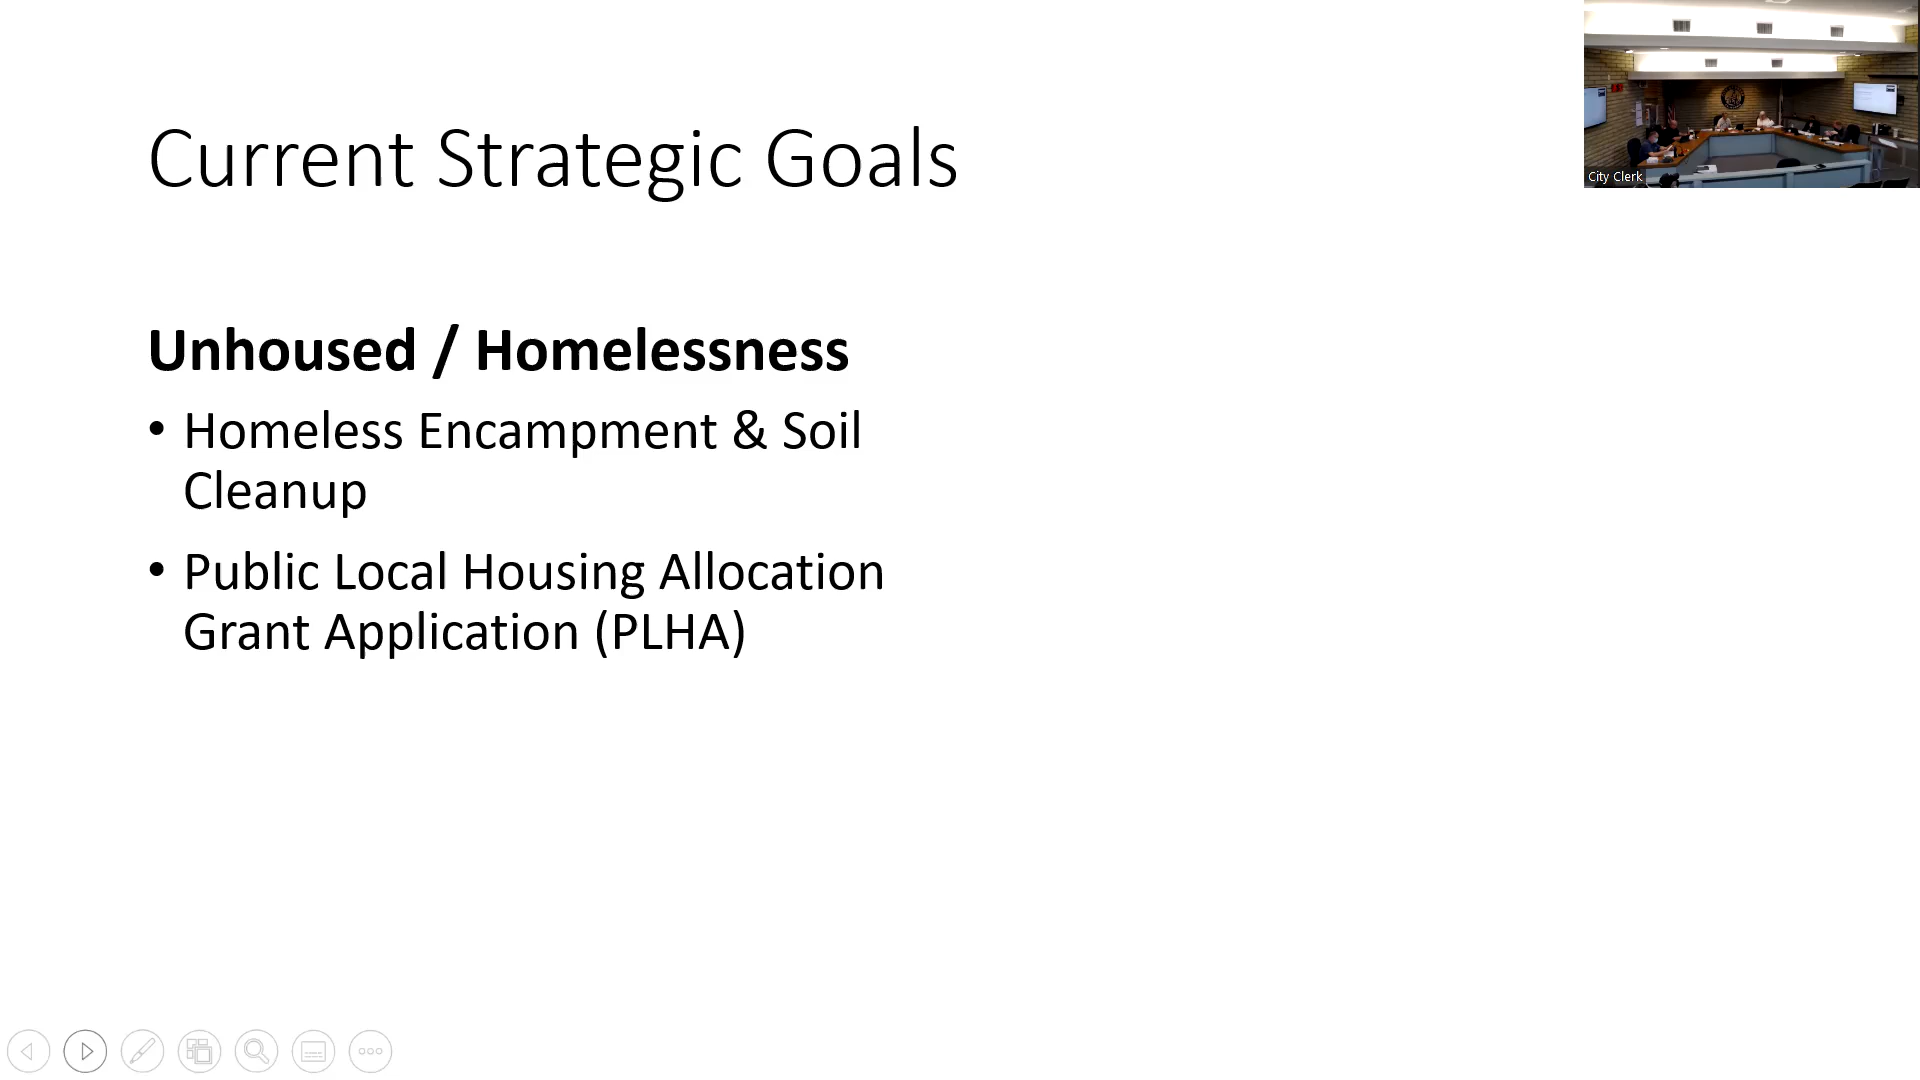 Current Strategic Goals
Unhoused / Homelessness
• Homeless Encampment & Soil
Cleanup
• Public Local Housing Allocation
Grant Application (PLHA)
City Clerk